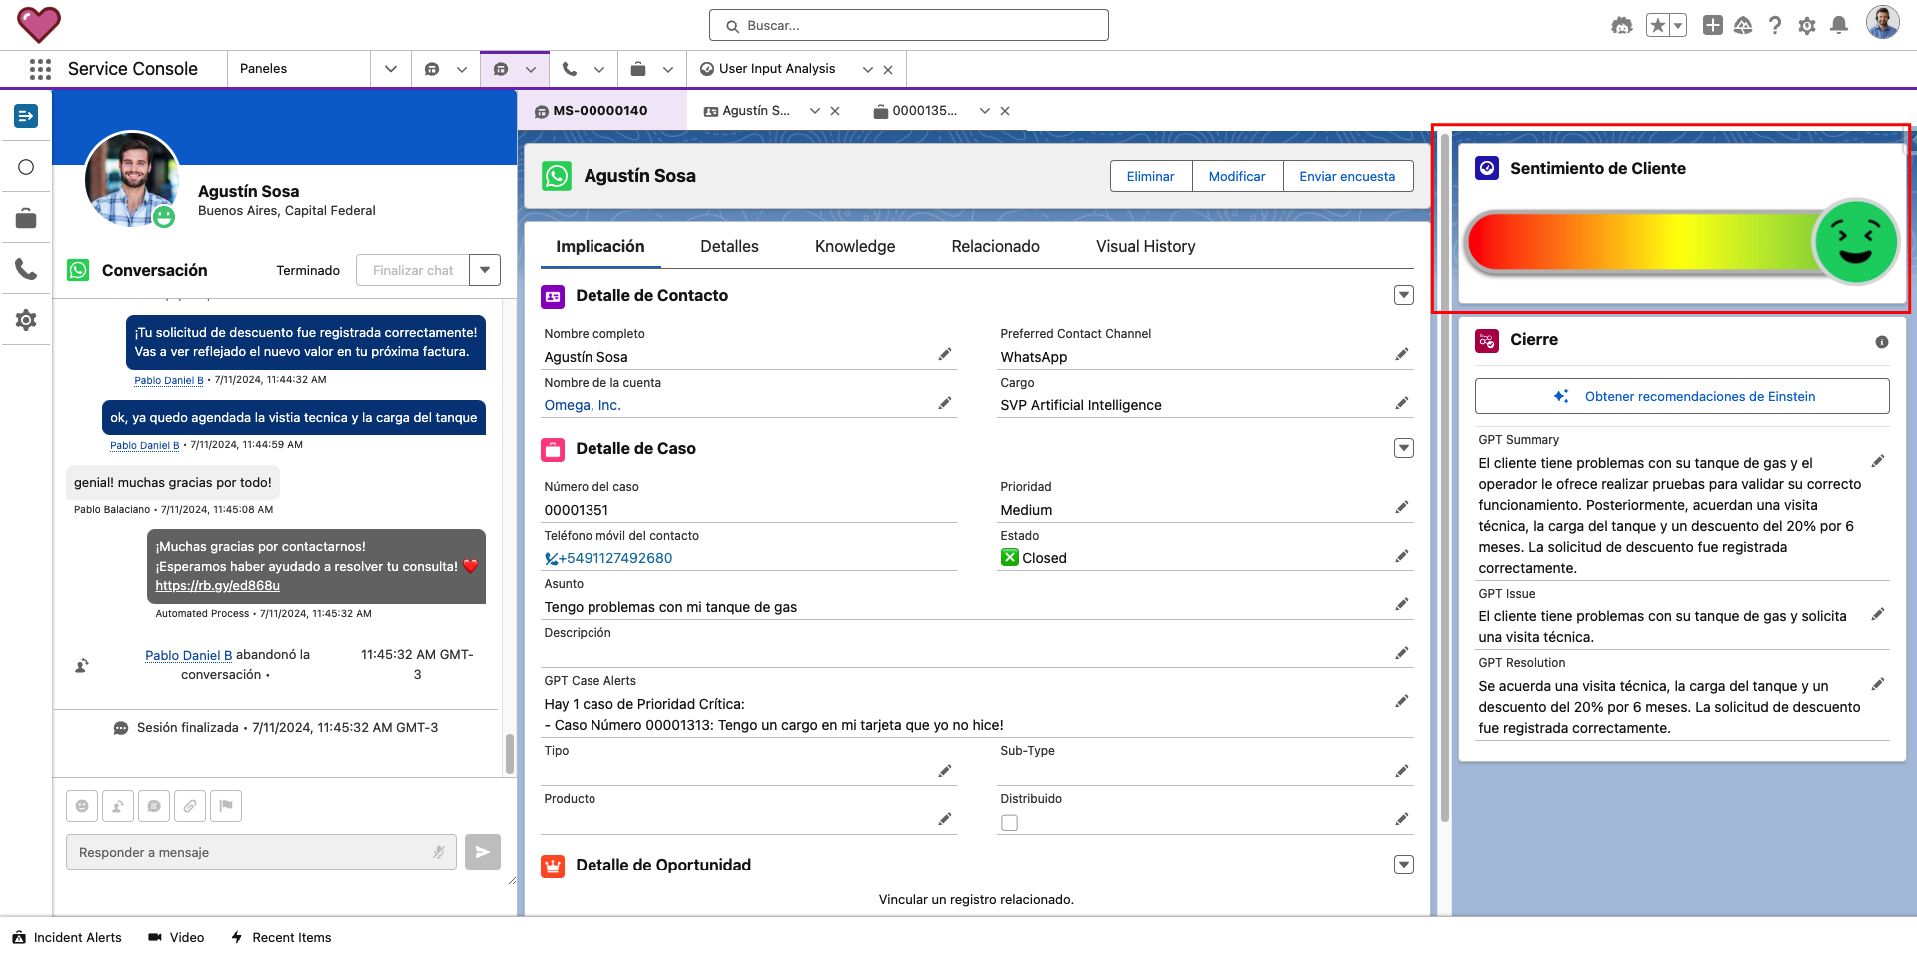 Buscar...
Service Console
Paneles
User Input Analysis
MS-00000140
Agustín S...
0000135...
Agustín Sosa
Buenos Aires, Capital Federal
Conversación
Terminado
Finalizar chat
¡Tu solicitud de descuento fue registrada correctamente!
Vas a ver reflejado el nuevo valor en tu próxima factura.
Pablo Daniel B • 7/11/2024, 11:44:32 AM
ok, ya quedo agendada la vistia tecnica y la carga del tanque
Pablo Daniel B • 7/11/2024, 11:44:59 AM
genial! muchas gracias por todo!
Pablo Balaciano • 7/11/2024, 11:45:08 AM
¡Muchas gracias por contactarnos!
¡Esperamos haber ayudado a resolver tu consulta! ❤️
https://rb.gy/ed868u
Automated Process • 7/11/2024, 11:45:32 AM
Pablo Daniel B abandonó la
conversación •
11:45:32 AM GMT-
3
Sesión finalizada • 7/11/2024, 11:45:32 AM GMT-3
Responder a mensaje
Agustín Sosa
Eliminar
Modificar
Enviar encuesta
Implicación
Detalles
Knowledge
Relacionado
Visual History
Detalle de Contacto
Nombre completo
Agustín Sosa
Preferred Contact Channel
WhatsApp
Nombre de la cuenta
Omega, Inc.
Cargo
SVP Artificial Intelligence
Detalle de Caso
Número del caso
00001351
Prioridad
Medium
Teléfono móvil del contacto
+5491127492680
Estado
Closed
Asunto
Tengo problemas con mi tanque de gas
Descripción
GPT Case Alerts
Hay 1 caso de Prioridad Crítica:
- Caso Número 00001313: Tengo un cargo en mi tarjeta que yo no hice!
Tipo
Sub-Type
Producto
Distribuido
Detalle de Oportunidad
Vincular un registro relacionado.
Sentimiento de Cliente
Cierre
Obtener recomendaciones de Einstein
GPT Summary
El cliente tiene problemas con su tanque de gas y el
operador le ofrece realizar pruebas para validar su correcto
funcionamiento. Posteriormente, acuerdan una visita
técnica, la carga del tanque y un descuento del 20% por 6
meses. La solicitud de descuento fue registrada
correctamente.
GPT Issue
El cliente tiene problemas con su tanque de gas y solicita
una visita técnica.
GPT Resolution
Se acuerda una visita técnica, la carga del tanque y un
descuento del 20% por 6 meses. La solicitud de descuento
fue registrada correctamente.
Incident Alerts
Video
Recent Items